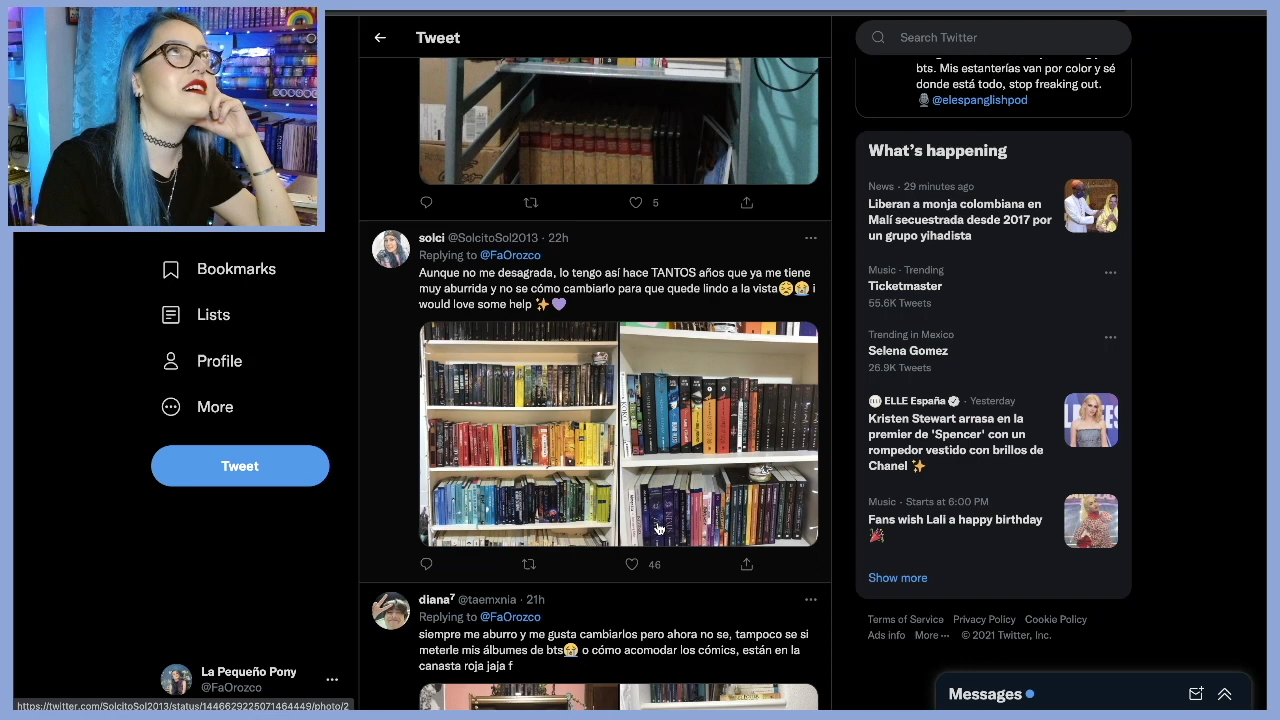 Tweet
Search Twitter
bts. Mis estanterías van por color y sé
donde está todo, stop freaking out.
@elespanglishpod
What's happening
News · 29 minutes ago
Liberan a monja colombiana en
Malí secuestrada desde 2017 por
un grupo yihadista
Music · Trending
Ticketmaster
55.6K Tweets
Trending in Mexico
Selena Gomez
26.9K Tweets
ELLE España · Yesterday
Kristen Stewart arrasa en la
premier de 'Spencer' con un
rompedor vestido con brillos de
Chanel ✨
Music · Starts at 6:00 PM
Fans wish Lali a happy birthday
🎉
Show more
Terms of Service Privacy Policy Cookie Policy
Ads info More ··· © 2021 Twitter, Inc.
Messages
5
solci @SolcitoSol2013 · 22h
Replying to @FaOrozco
Aunque no me desagrada, lo tengo así hace TANTOS años que ya me tiene
muy aburrida y no se cómo cambiarlo para que quede lindo a la vista😣😭 i
would love some help ✨💜
46
diana⁷ @taemxnia · 21h
Replying to @FaOrozco
siempre me aburro y me gusta cambiarlos pero ahora no se, tampoco se si
meterle mis álbumes de bts😭 o cómo acomodar los cómics, están en la
canasta roja jaja f
Bookmarks
Lists
Profile
More
Tweet
La Pequeño Pony
@FaOrozco